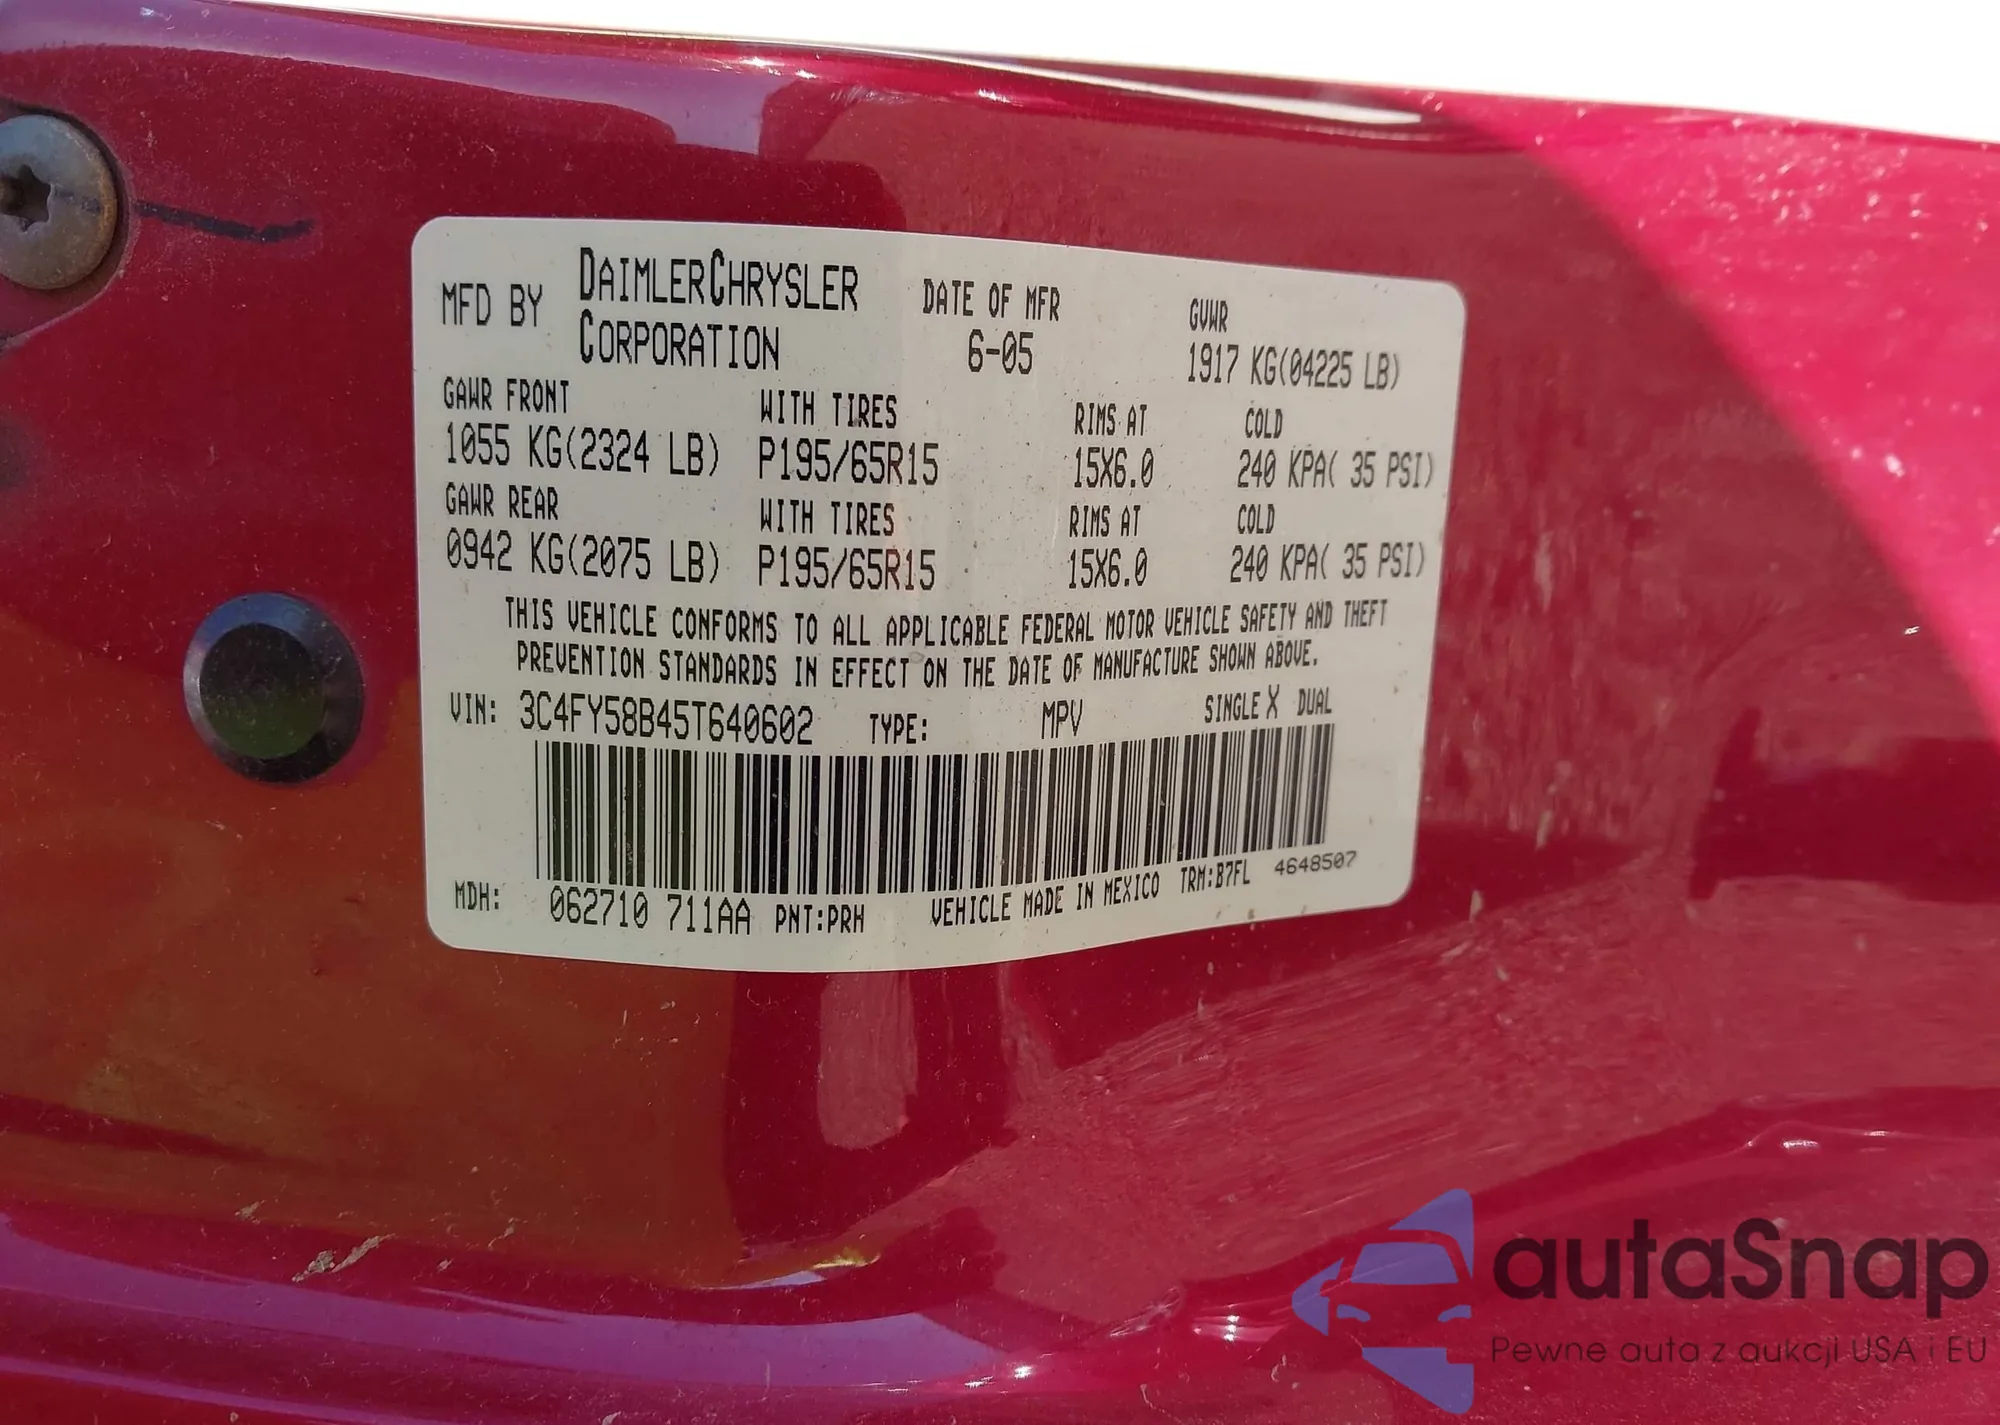 MFD BY DAIMLERCHRYSLER CORPORATION DATE OF MFR 6-05 GVWR 1917 KG(04225 LB)
GAWR FRONT WITH TIRES RIMS AT COLD
1055 KG(2324 LB) P195/65R15 15X6.0 240 KPA( 35 PSI)
GAWR REAR WITH TIRES RIMS AT COLD
0942 KG(2075 LB) P195/65R15 15X6.0 240 KPA( 35 PSI)
THIS VEHICLE CONFORMS TO ALL APPLICABLE FEDERAL MOTOR VEHICLE SAFETY AND THEFT
PREVENTION STANDARDS IN EFFECT ON THE DATE OF MANUFACTURE SHOWN ABOVE.
VIN: 3C4FY58B45T640602 TYPE: MPV SINGLE X DUAL
MDH: 062710 711AA PNT:PRH VEHICLE MADE IN MEXICO TRM:B7FL 4648507
autaSnap
Pewne auta z aukcji USA i EU